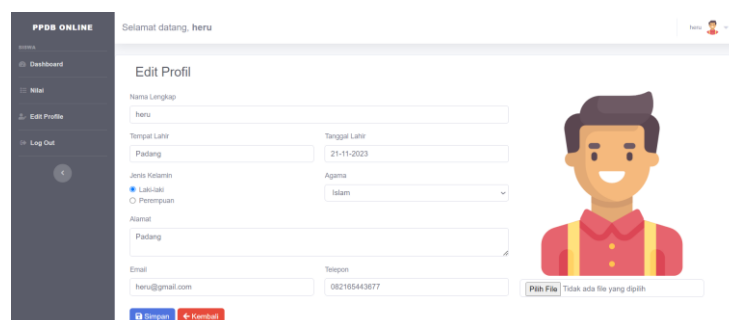 PPDB ONLINE
Selamat datang, heru
heru
SISWA
Dashboard
Nilai
Edit Profile
Log Out
Edit Profil
Nama Lengkap
heru
Tempat Lahir
Tanggal Lahir
Padang
21-11-2023
Jenis Kelamin
Agama
Laki-laki
Perempuan
Islam
Alamat
Padang
Email
Telepon
heru@gmail.com
082165443677
Pilih File Tidak ada file yang dipilih
Simpan
Kembali